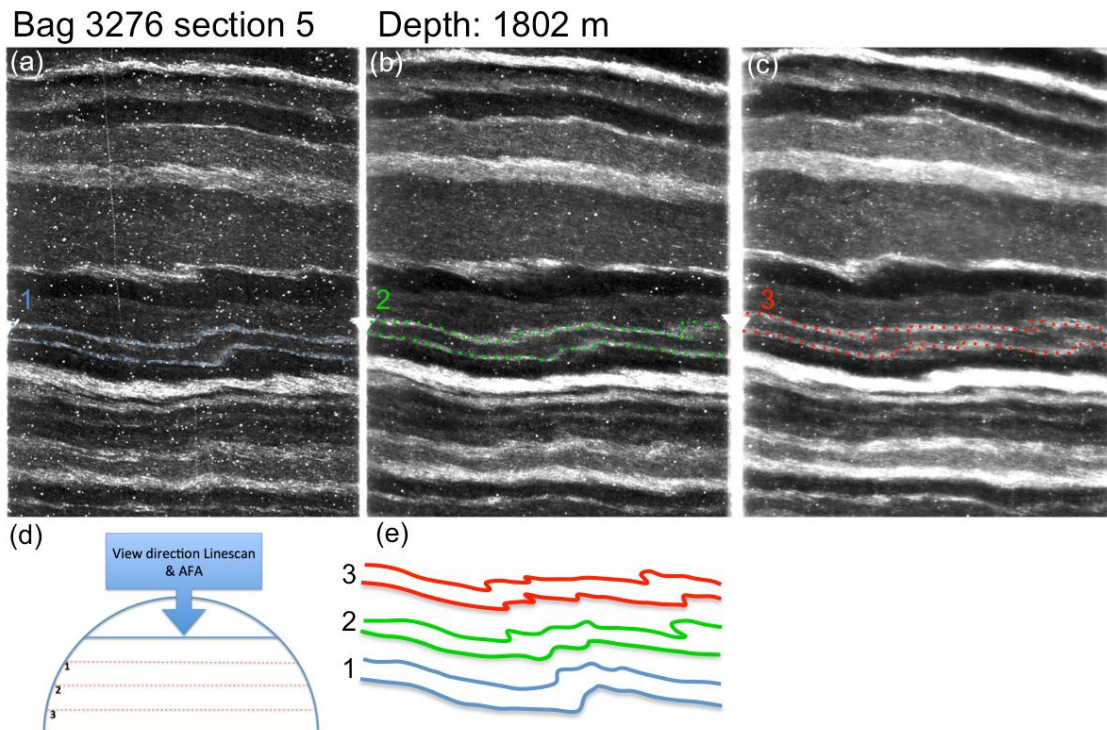 Bag 3276 section 5 Depth: 1802 m
(a) (b) (c)
1 2 3
(d) (e)
View direction Linescan
& AFA
1
2
3
3
2
1